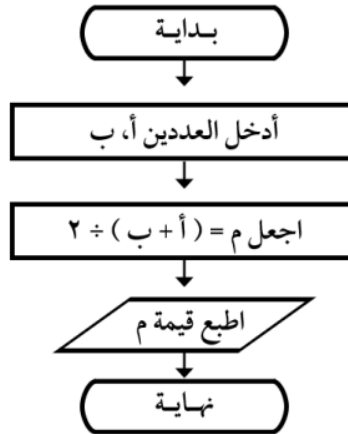 بـدايـة
أدخل العددين أ، ب
اجعل م = ( أ + ب ) ÷ ٢
اطبع قيمة م
نهـايـة